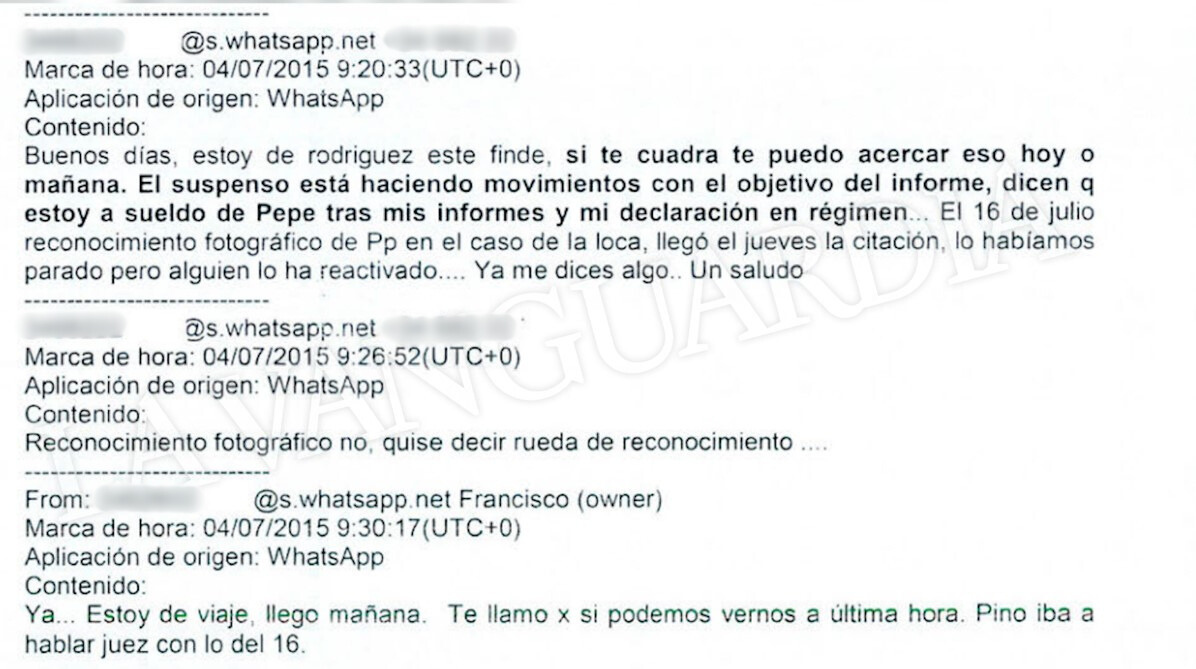 ----------------------------
@s.whatsapp.net
Marca de hora: 04/07/2015 9:20:33(UTC+0)
Aplicación de origen: WhatsApp
Contenido:
Buenos días, estoy de rodriguez este finde, si te cuadra te puedo acercar eso hoy o
mañana. El suspenso está haciendo movimientos con el objetivo del informe, dicen q
estoy a sueldo de Pepe tras mis informes y mi declaración en régimen... El 16 de julio
reconocimiento fotográfico de Pp en el caso de la loca, llegó el jueves la citación, lo habíamos
parado pero alguien lo ha reactivado.... Ya me dices algo.. Un saludo
----------------------------
@s.whatsapp.net
Marca de hora: 04/07/2015 9:26:52(UTC+0)
Aplicación de origen: WhatsApp
Contenido:
Reconocimiento fotográfico no, quise decir rueda de reconocimiento ....
----------------------------
From: @s.whatsapp.net Francisco (owner)
Marca de hora: 04/07/2015 9:30:17(UTC+0)
Aplicación de origen: WhatsApp
Contenido:
Ya... Estoy de viaje, llego mañana. Te llamo x si podemos vernos a última hora. Pino iba a
hablar juez con lo del 16.
LA VANGUARDIA